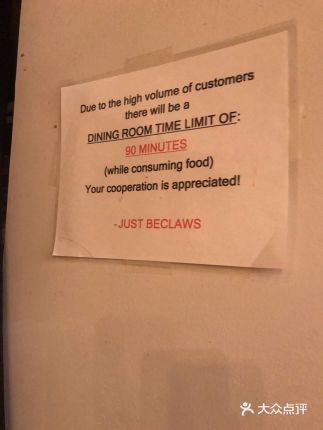 Due to the high volume of customers
there will be a
DINING ROOM TIME LIMIT OF:
90 MINUTES
(while consuming food)
Your cooperation is appreciated!
-JUST BECLAWS
大众点评